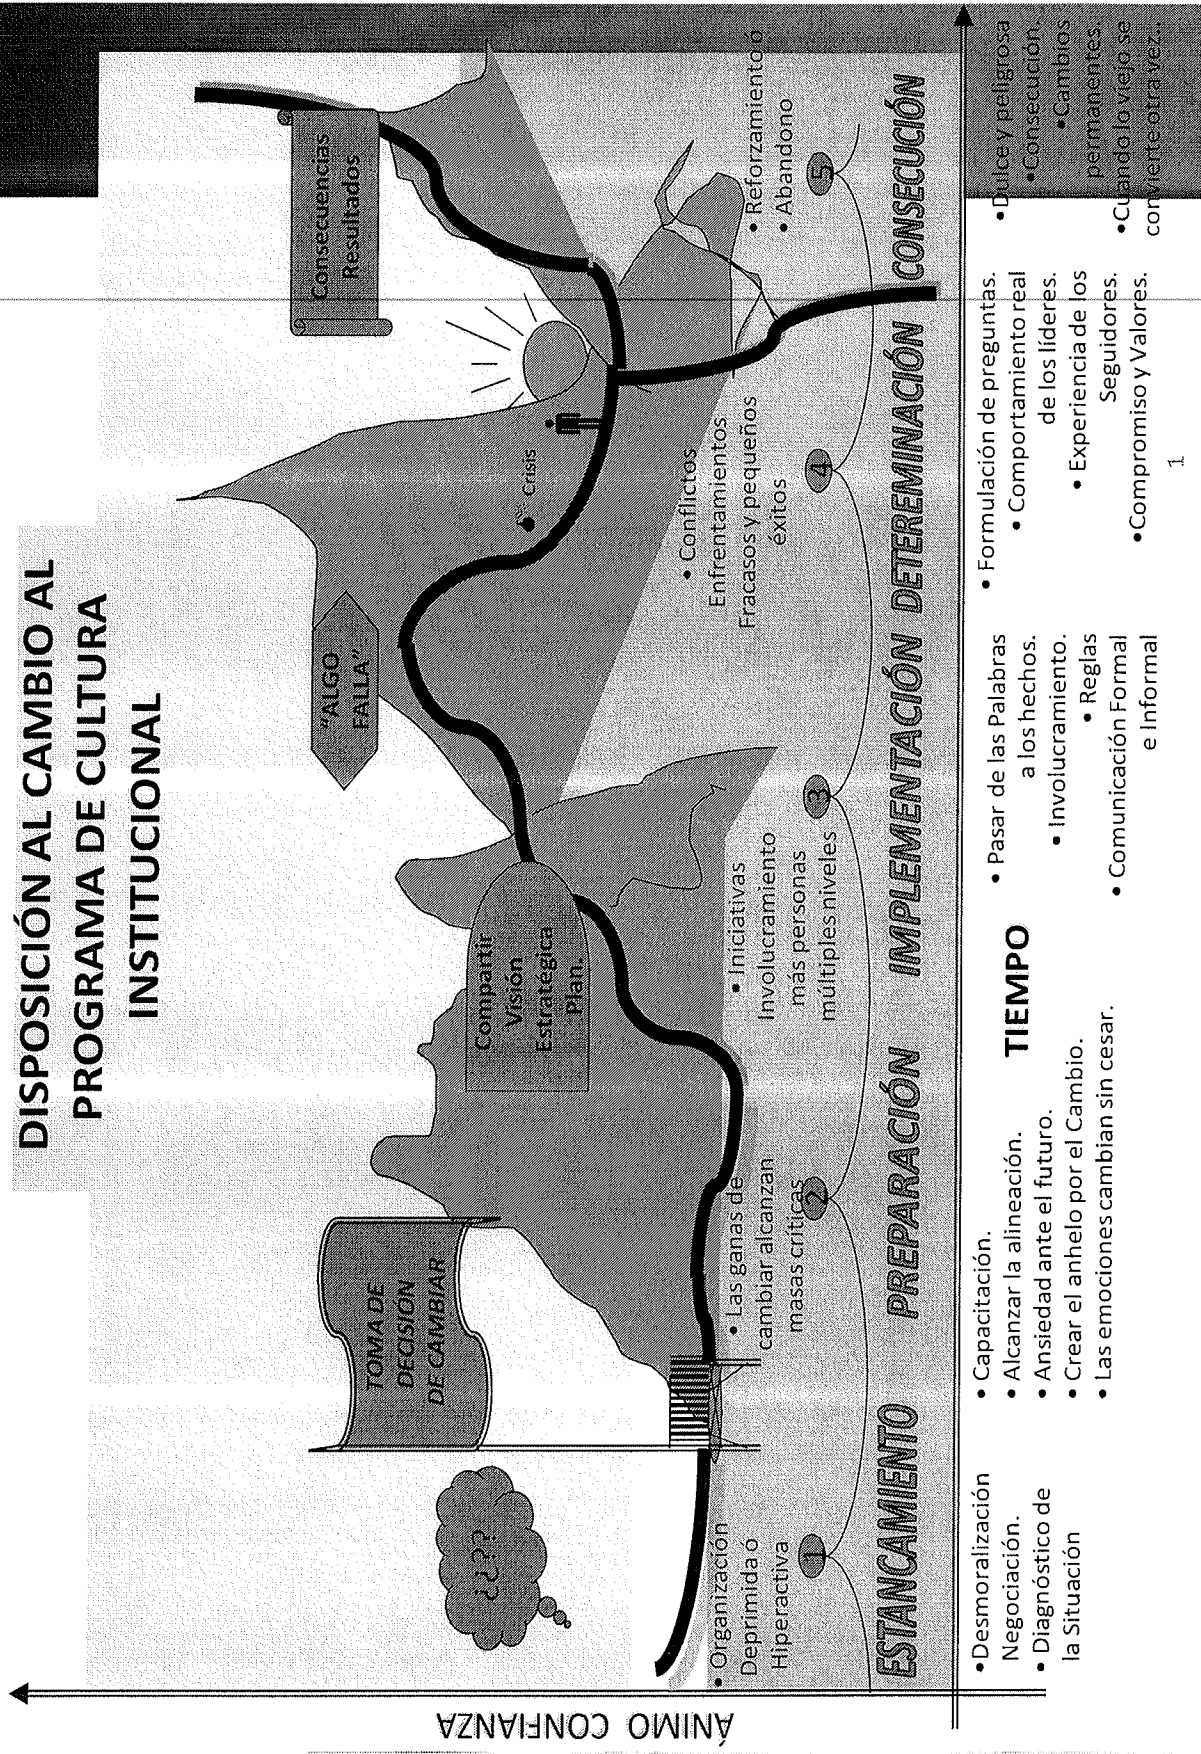 DISPOSICIÓN AL CAMBIO AL
PROGRAMA DE CULTURA
INSTITUCIONAL
ÁNIMO CONFIANZA
????
TOMA DE
DECISIÓN
DE CAMBIAR
Compartir
Visión
Estratégica
Plan.
"ALGO
FALLA"
Crisis
Consecuencias
Resultados
• Organización
Deprimida ó
Hiperactiva
• Las ganas de
cambiar alcanzan
masas críticas
• Iniciativas
Involucramiento
más personas
múltiples niveles
• Conflictos
Enfrentamientos
Fracasos y pequeños
éxitos
• Reforzamiento ó
• Abandono
1
2
3
4
5
ESTANCAMIENTO
PREPARACIÓN
IMPLEMENTACIÓN
DETEREMINACIÓN
CONSECUCIÓN
•Desmoralización
Negociación.
• Diagnóstico de
la Situación
• Capacitación.
• Alcanzar la alineación.
• Ansiedad ante el futuro.
• Crear el anhelo por el Cambio.
• Las emociones cambian sin cesar.
TIEMPO
• Pasar de las Palabras
a los hechos.
• Involucramiento.
• Reglas
• Comunicación Formal
e Informal
• Formulación de preguntas.
• Comportamiento real
de los líderes.
• Experiencia de los
Seguidores.
•Compromiso y Valores.
•Dulce y peligrosa
•Consecución.
•Cambios
permanentes.
•Cuando lo viejo se
convierte otra vez..
1